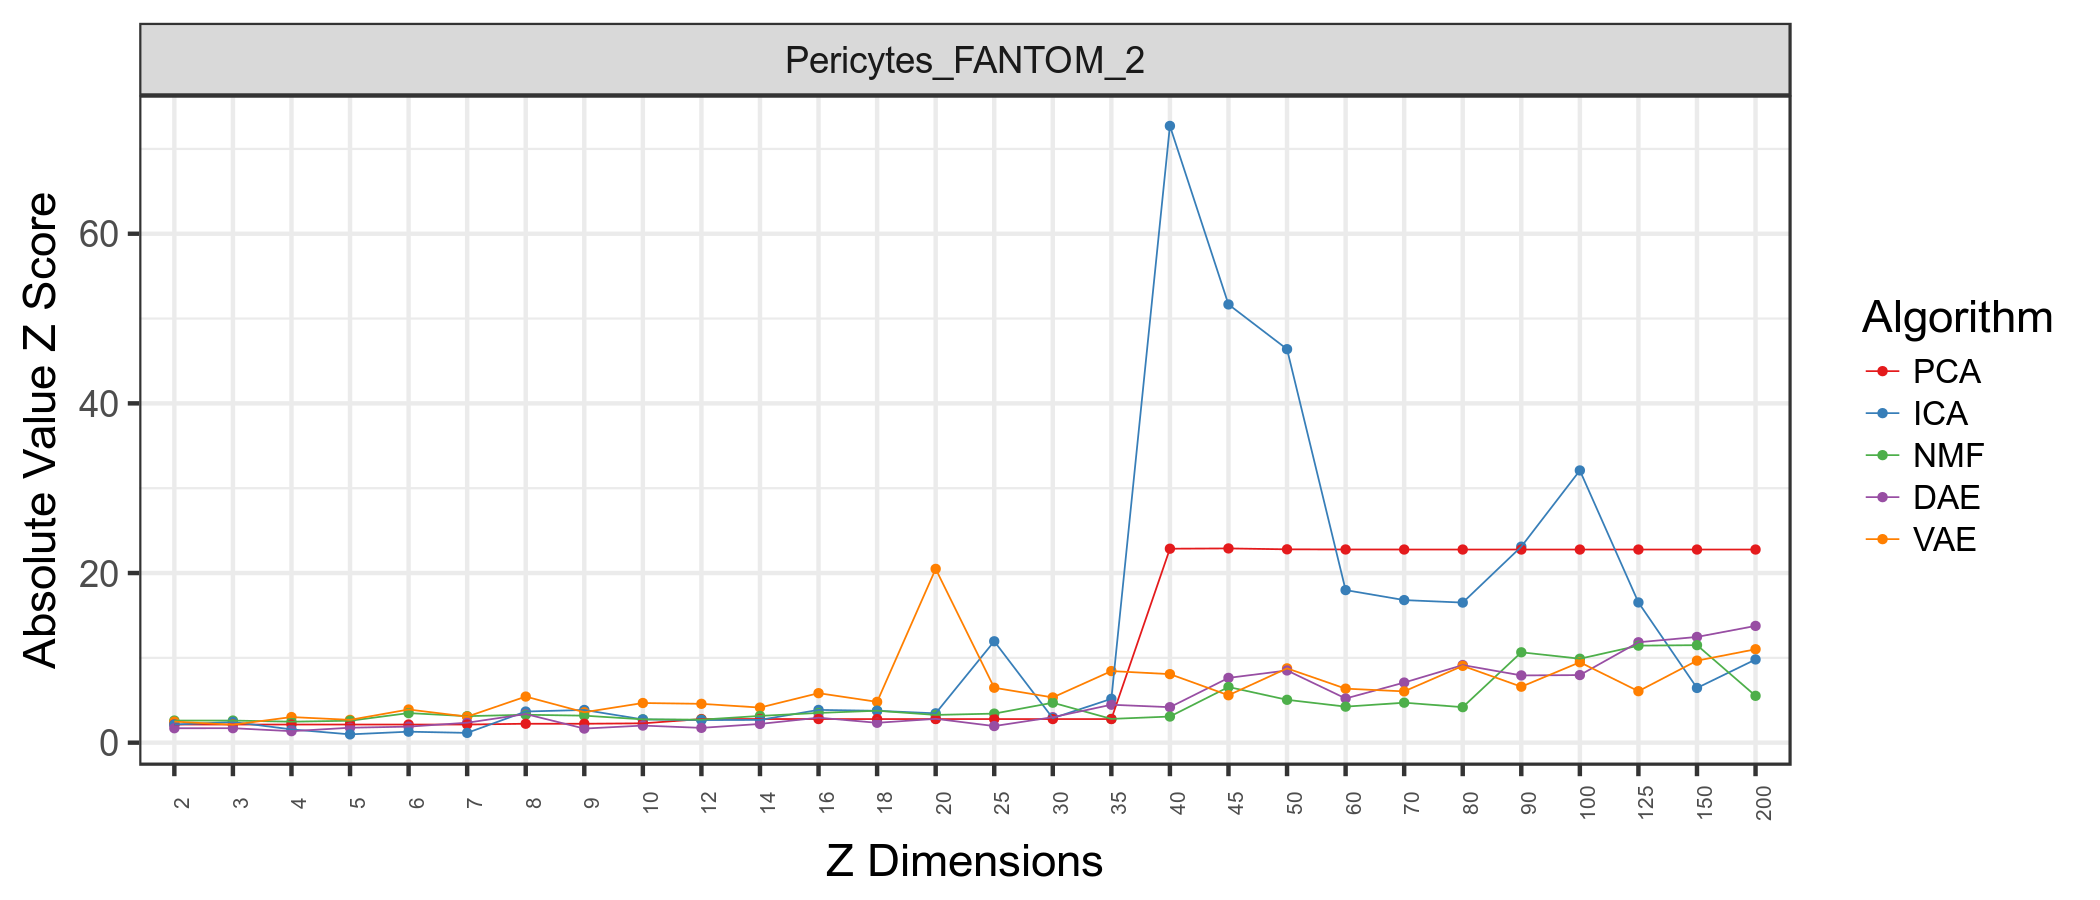 Pericytes_FANTOM_2
Absolute Value Z Score
60
40
20
0
2 3 4 5 6 7 8 9 10 12 14 16 18 20 25 30 35 40 45 50 60 70 80 90 100 125 150 200
Z Dimensions
Algorithm
PCA
ICA
NMF
DAE
VAE